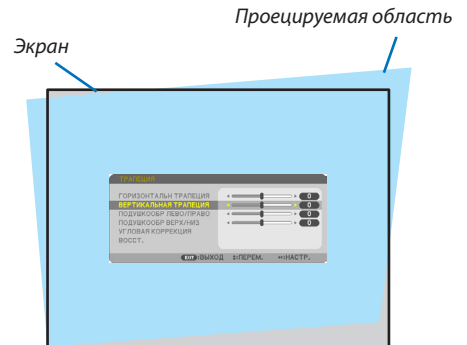 Проецируемая область
Экран
ТРАПЕЦИЯ
ГОРИЗОНТАЛЬН ТРАПЕЦИЯ 0
ВЕРТИКАЛЬНАЯ ТРАПЕЦИЯ 0
ПОДУШКООБР ЛЕВО/ПРАВО 0
ПОДУШКООБР ВЕРХ/НИЗ 0
УГЛОВАЯ КОРРЕКЦИЯ
ВОССТ.
EXIT:ВЫХОД ↕:ПЕРЕМ. ↔:НАСТР.